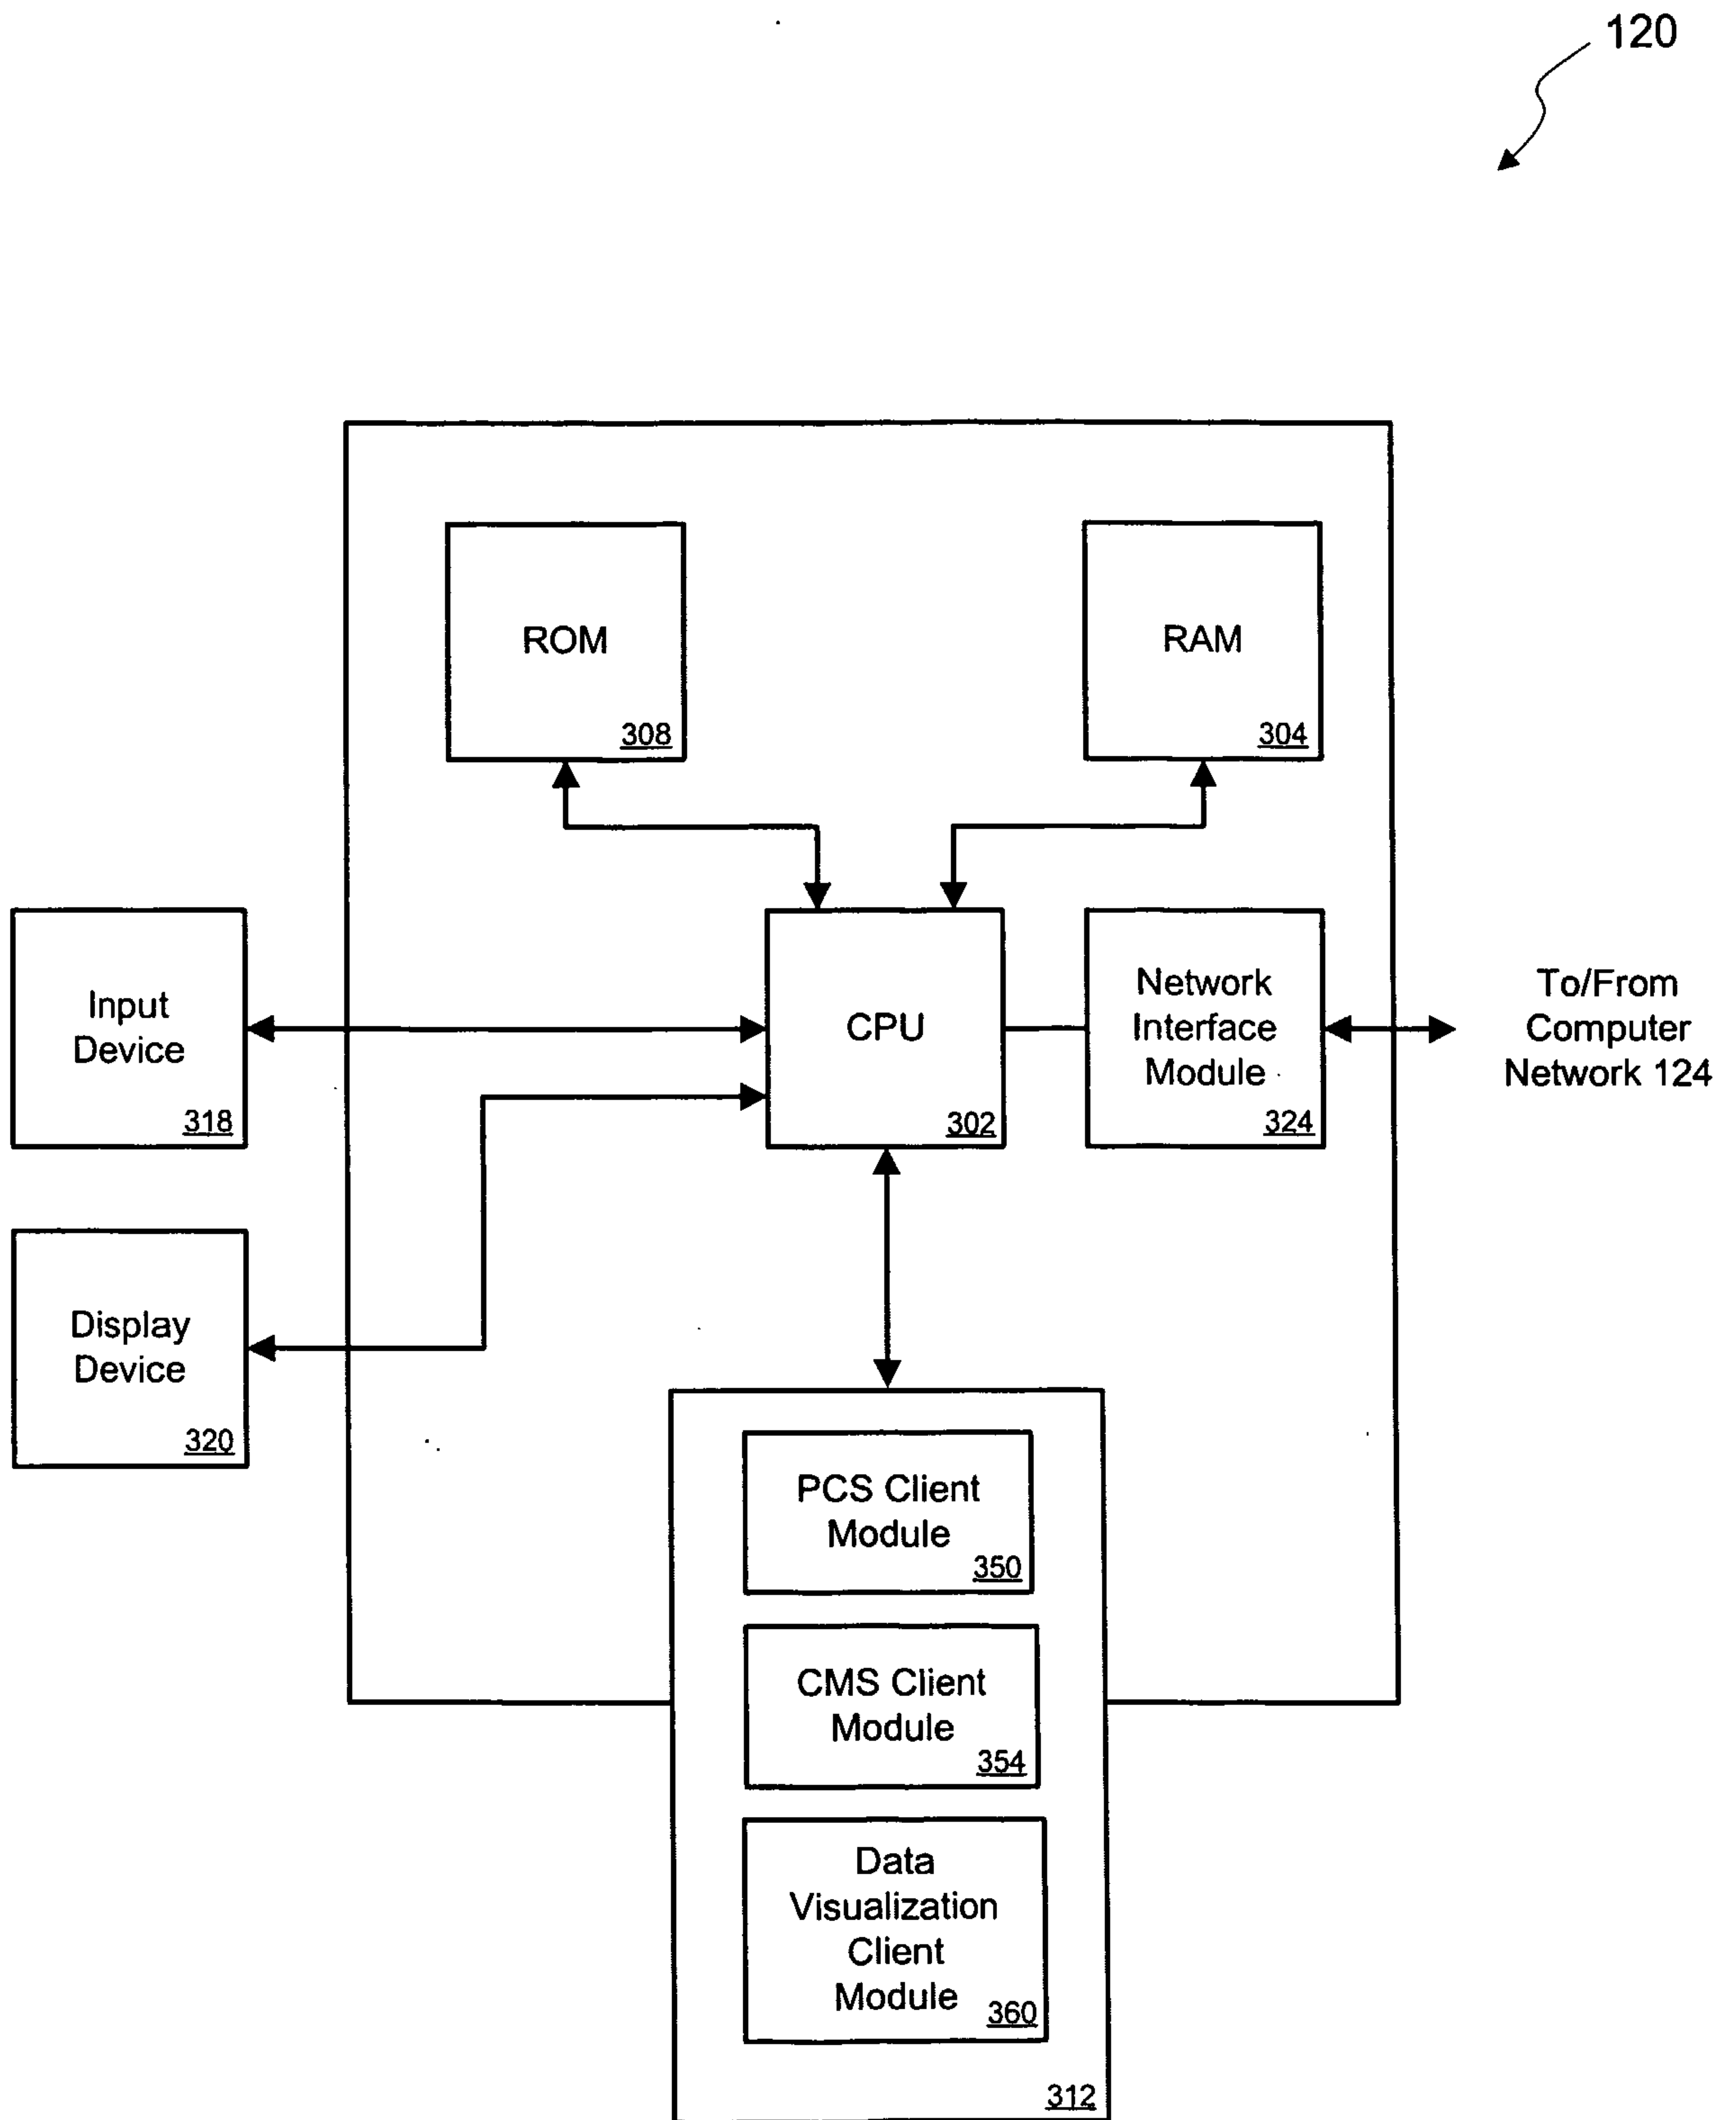 120
ROM
308
RAM
304
Input
Device
318
CPU
302
Network
Interface
Module
324
To/From
Computer
Network 124
Display
Device
320
PCS Client
Module
350
CMS Client
Module
354
Data
Visualization
Client
Module
360
312